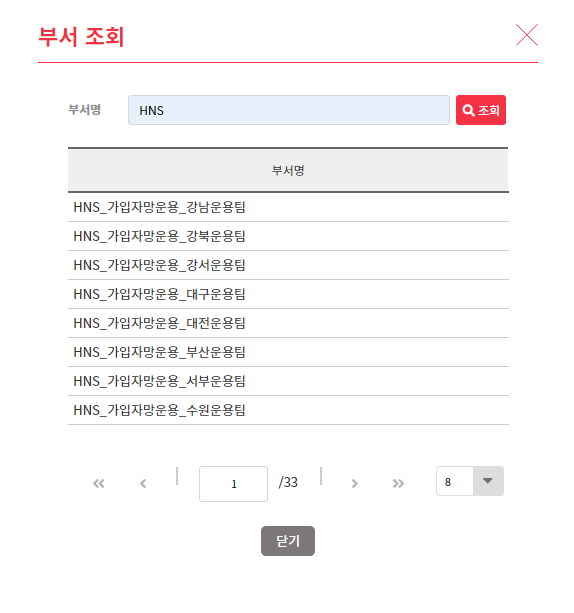 부서 조회
부서명 HNS 조회
부서명
HNS_가입자망운용_강남운용팀
HNS_가입자망운용_강북운용팀
HNS_가입자망운용_강서운용팀
HNS_가입자망운용_대구운용팀
HNS_가입자망운용_대전운용팀
HNS_가입자망운용_부산운용팀
HNS_가입자망운용_서부운용팀
HNS_가입자망운용_수원운용팀
1 /33 8
닫기